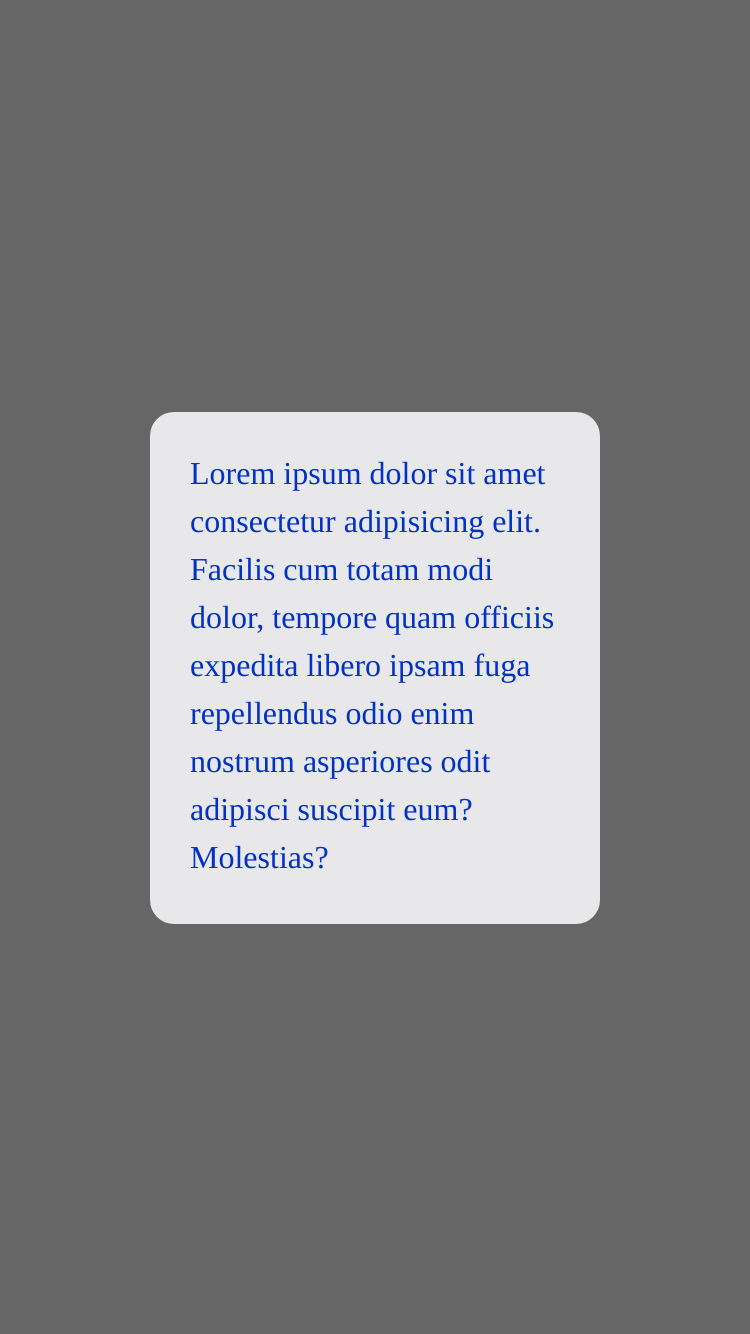 Lorem ipsum dolor sit amet
consectetur adipisicing elit.
Facilis cum totam modi
dolor, tempore quam officiis
expedita libero ipsam fuga
repellendus odio enim
nostrum asperiores odit
adipisci suscipit eum?
Molestias?